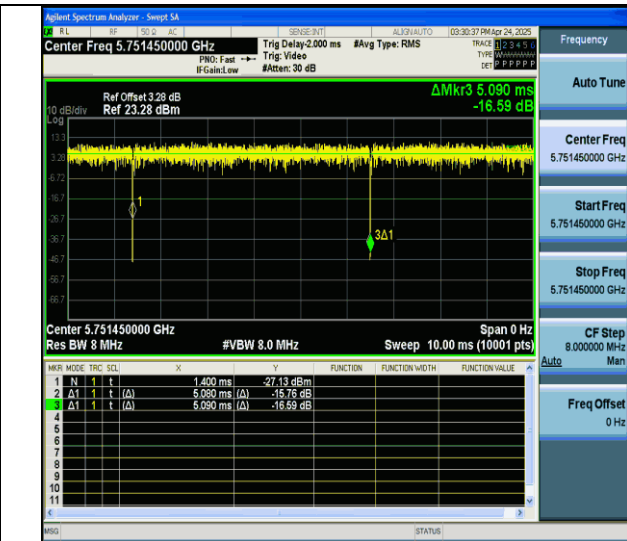 Agilent Spectrum Analyzer - Swept SA
RL RF 50 Ω AC SENSE:INT ALIGNAUTO 03:30:37 PM Apr 24, 2025
Center Freq 5.751450000 GHz
PNO: Fast
IFGain:Low
Trig Delay-2.000 ms
Trig: Video
#Atten: 30 dB
#Avg Type: RMS
TRACE 1 2 3 4 5 6
TYPE
DET P P P P P P
ΔMkr3 5.090 ms
-16.59 dB
Ref Offset 3.28 dB
10 dB/div Ref 23.28 dBm
Log
13.3
3.28
-6.72
-16.7
-26.7
-36.7
-46.7
-56.7
-66.7
1
3Δ1
Center 5.751450000 GHz Span 0 Hz
Res BW 8 MHz #VBW 8.0 MHz Sweep 10.00 ms (10001 pts)
MKR MODE TRC SCL X Y FUNCTION FUNCTION WIDTH FUNCTION VALUE
1 N 1 t 1.400 ms -27.13 dBm
2 Δ1 1 t (Δ) 5.080 ms (Δ) -15.76 dB
3 Δ1 1 t (Δ) 5.090 ms (Δ) -16.59 dB
4
5
6
7
8
9
10
11
MSG STATUS
Frequency
Auto Tune
Center Freq
5.751450000 GHz
Start Freq
5.751450000 GHz
Stop Freq
5.751450000 GHz
CF Step
8.000000 MHz
Auto Man
Freq Offset
0 Hz